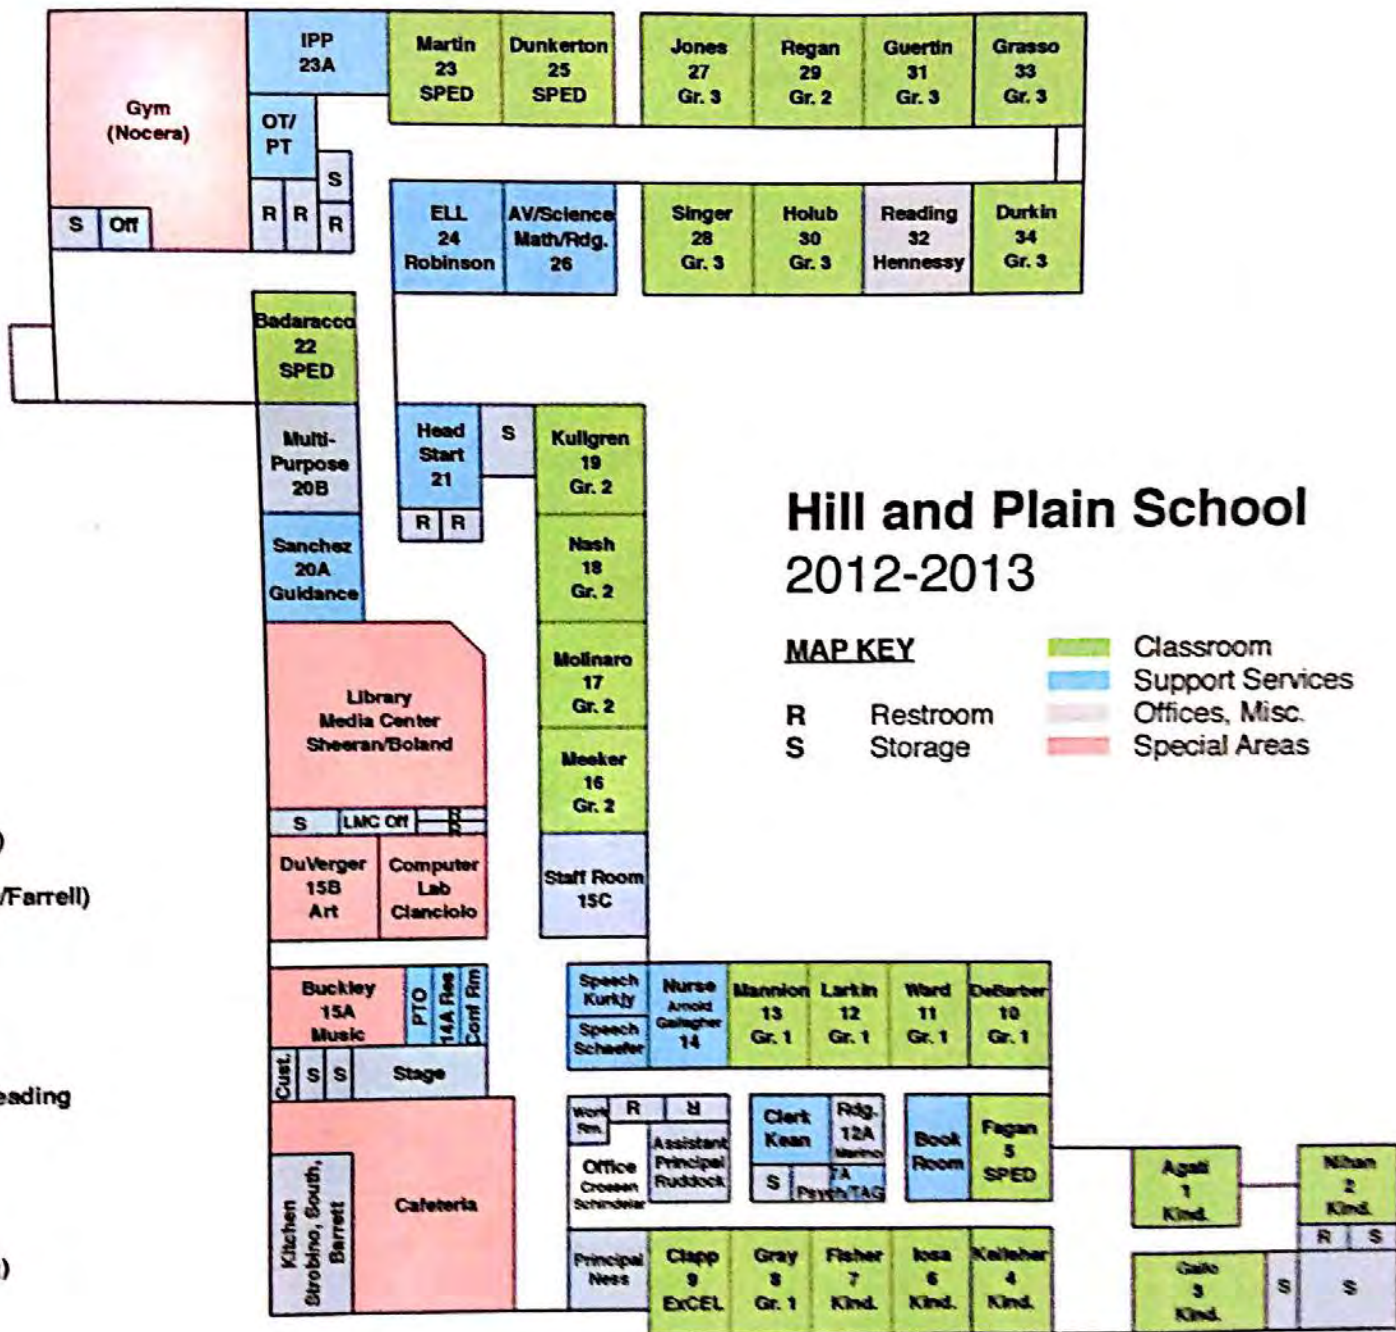 IPP
23A
Martin
23
SPED
Dunkerton
25
SPED
Jones
27
Gr. 3
Regan
29
Gr. 2
Guertin
31
Gr. 3
Grasso
33
Gr. 3
Gym
(Nocera)
OT/
PT
S
R
R
R
S
Off
ELL
24
Robinson
AV/Science
Math/Rdg.
26
Singer
28
Gr. 3
Holub
30
Gr. 3
Reading
32
Hennessy
Durkin
34
Gr. 3
Badaracco
22
SPED
Multi-
Purpose
20B
Head
Start
21
S
R
R
Kullgren
19
Gr. 2
Sanchez
20A
Guidance
Nash
18
Gr. 2
Hill and Plain School
2012-2013
MAP KEY
R Restroom
S Storage
Classroom
Support Services
Offices, Misc.
Special Areas
Molinaro
17
Gr. 2
Library
Media Center
Sheeran/Boland
Meeker
16
Gr. 2
S
LMC Off
R
R
)
/Farrell)
DuVerger
15B
Art
Computer
Lab
Cianciolo
Staff Room
15C
Buckley
15A
Music
PTO
14A Res
Conf Rm
Speech
Kurkjy
Speech
Schaefer
Nurse
Arnold
Gallagher
14
Mannion
13
Gr. 1
Larkin
12
Gr. 1
Ward
11
Gr. 1
DeBarber
10
Gr. 1
Cust.
S
S
Stage
eading
Work
Rm.
R
R
Assistant
Principal
Ruddock
Office
Crossen
Schindelar
Clerk
Kean
Rdg.
12A
Marino
S
TA
Psych/TAG
Book
Room
Fagan
5
SPED
Agati
1
Kind.
Nihan
2
Kind.
R
S
Kitchen
Strobino, South,
Barrett
Cafeteria
)
Principal
Ness
Clapp
9
ExCEL
Gray
8
Gr. 1
Fisher
7
Kind.
Iosa
6
Kind.
Kelleher
4
Kind.
Gallo
3
Kind.
S
S